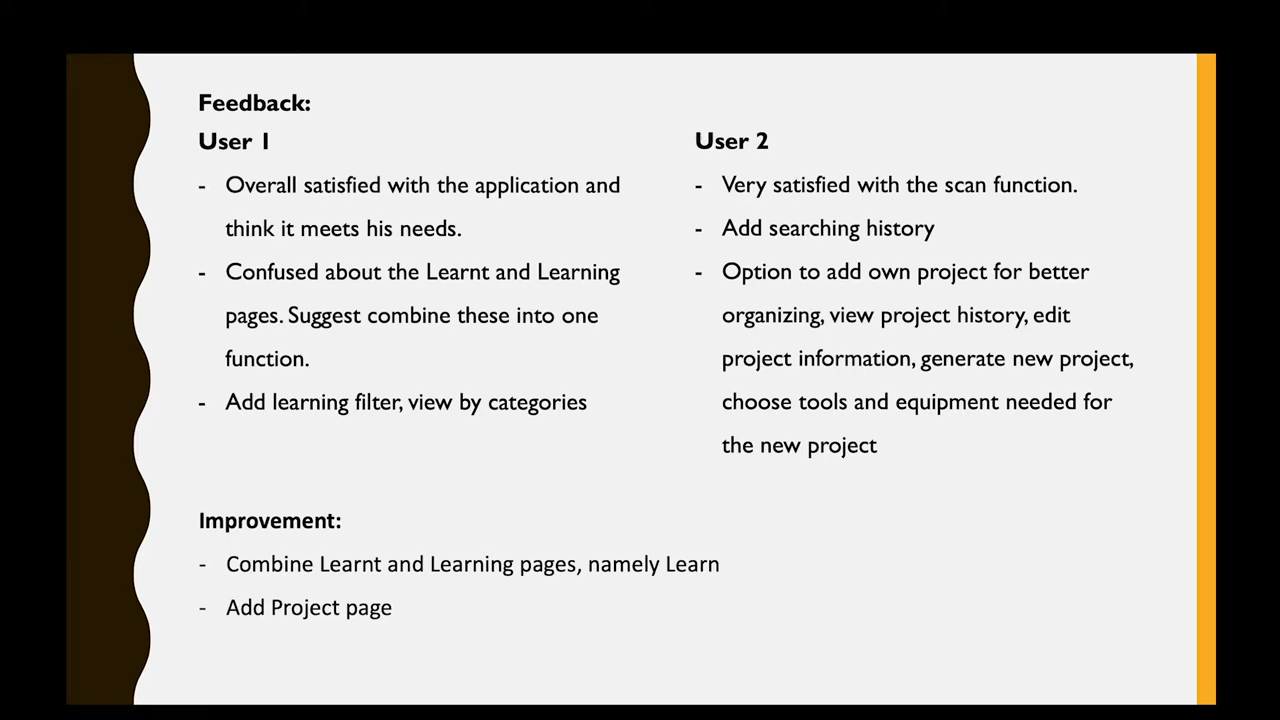 Feedback:
User 1
- Overall satisfied with the application and
think it meets his needs.
- Confused about the Learnt and Learning
pages. Suggest combine these into one
function.
- Add learning filter, view by categories
User 2
- Very satisfied with the scan function.
- Add searching history
- Option to add own project for better
organizing, view project history, edit
project information, generate new project,
choose tools and equipment needed for
the new project
Improvement:
- Combine Learnt and Learning pages, namely Learn
- Add Project page